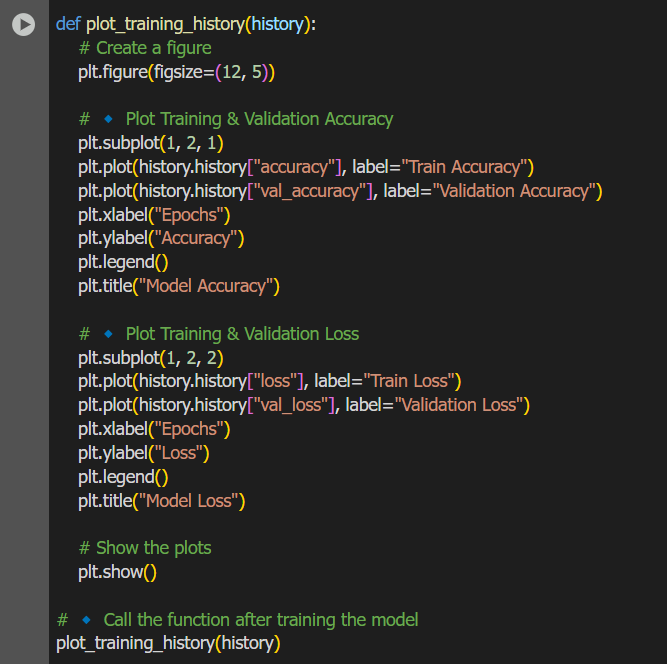 def plot_training_history(history):
    # Create a figure
    plt.figure(figsize=(12, 5))

    # 🔹 Plot Training & Validation Accuracy
    plt.subplot(1, 2, 1)
    plt.plot(history.history["accuracy"], label="Train Accuracy")
    plt.plot(history.history["val_accuracy"], label="Validation Accuracy")
    plt.xlabel("Epochs")
    plt.ylabel("Accuracy")
    plt.legend()
    plt.title("Model Accuracy")

    # 🔹 Plot Training & Validation Loss
    plt.subplot(1, 2, 2)
    plt.plot(history.history["loss"], label="Train Loss")
    plt.plot(history.history["val_loss"], label="Validation Loss")
    plt.xlabel("Epochs")
    plt.ylabel("Loss")
    plt.legend()
    plt.title("Model Loss")

    # Show the plots
    plt.show()

# 🔹 Call the function after training the model
plot_training_history(history)